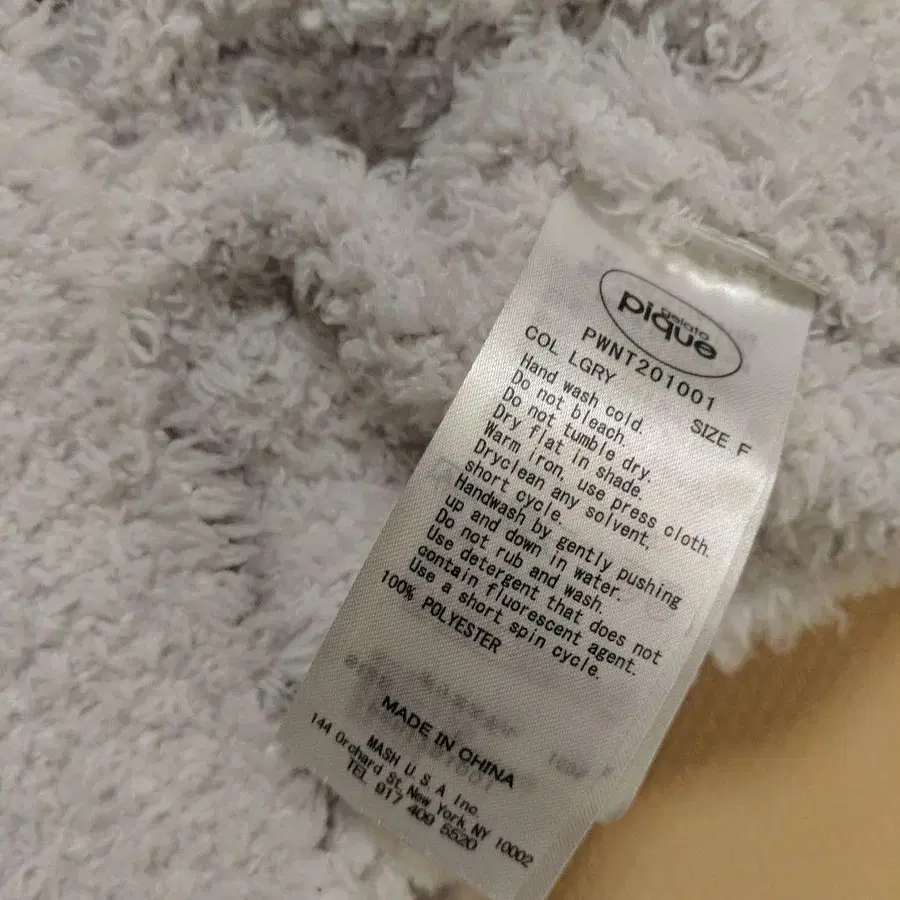 gelato
pique
PWNT201001
COL LGRY SIZE F
Hand wash cold.
Do not bleach.
Do not tumble dry.
Dry flat in shade.
Warm iron, use press cloth.
Dryclean any solvent,
short cycle.
Handwash by gently pushing
up and down in water.
Do not rub and wash.
Use detergent that does not
contain fluorescent agent.
Use a short spin cycle.
100% POLYESTER
MADE IN CHINA
MASH U.S.A Inc.
144 Orchard St, New York, NY 10002
TEL 917 409 5520